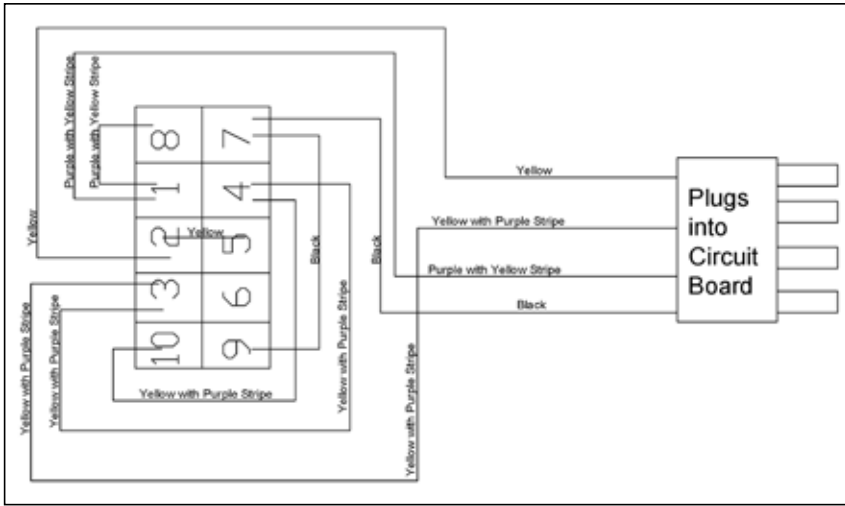 Purple with Yellow Stripe
Purple with Yellow Stripe
8
7
1
4
Yellow
2
Yellow
5
3
6
10
9
Black
Black
Yellow
Yellow with Purple Stripe
Purple with Yellow Stripe
Black
Plugs
into
Circuit
Board
Yellow with Purple Stripe
Yellow with Purple Stripe
Yellow with Purple Stripe
Yellow with Purple Stripe
Yellow with Purple Stripe